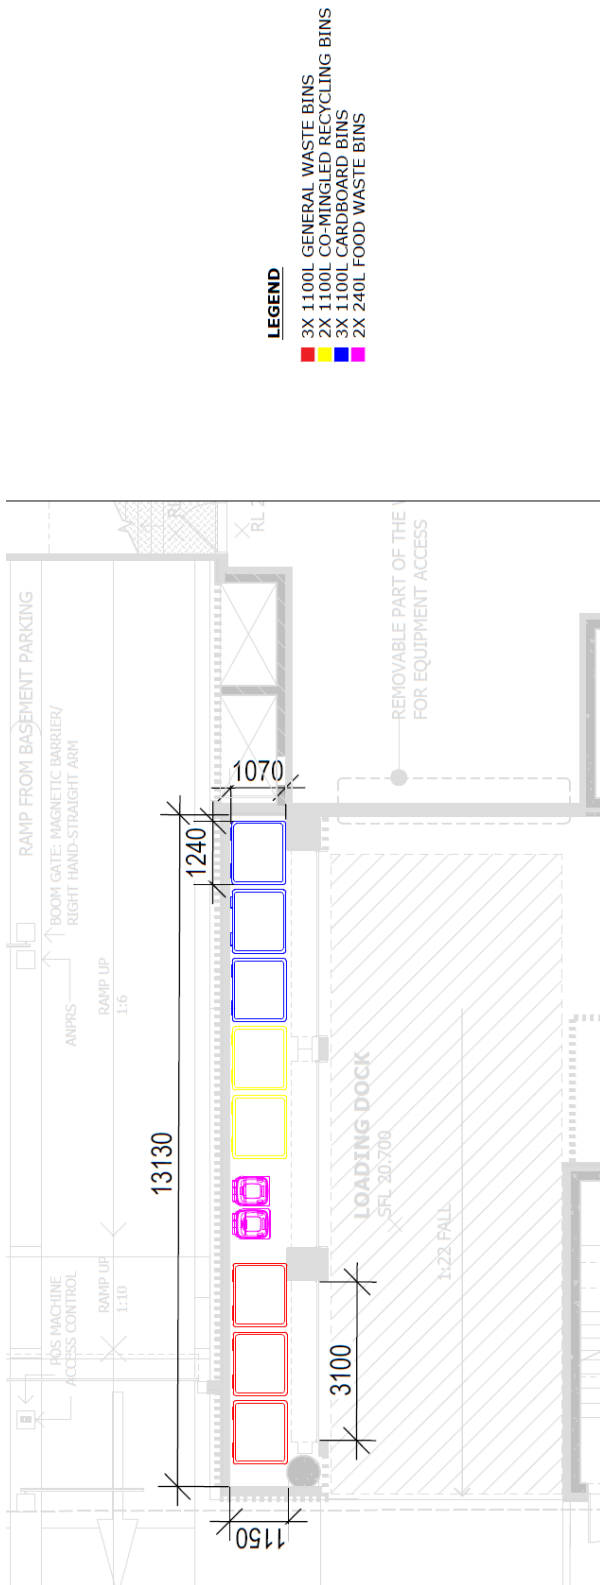 LEGEND
3X 1100L GENERAL WASTE BINS
2X 1100L CO-MINGLED RECYCLING BINS
3X 1100L CARDBOARD BINS
2X 240L FOOD WASTE BINS
RL 2
REMOVABLE PART OF THE
FOR EQUIPMENT ACCESS
RAMP FROM BASEMENT PARKING
BOOM GATE: MAGNETIC BARRIER/
RIGHT HAND-STRAIGHT ARM
ANPRS
RAMP UP
1:6
1070
1240
13130
LOADING DOCK
SFL 20.700
1:22 FALL
POS MACHINE
ACCESS CONTROL
RAMP UP
1:10
3100
1150